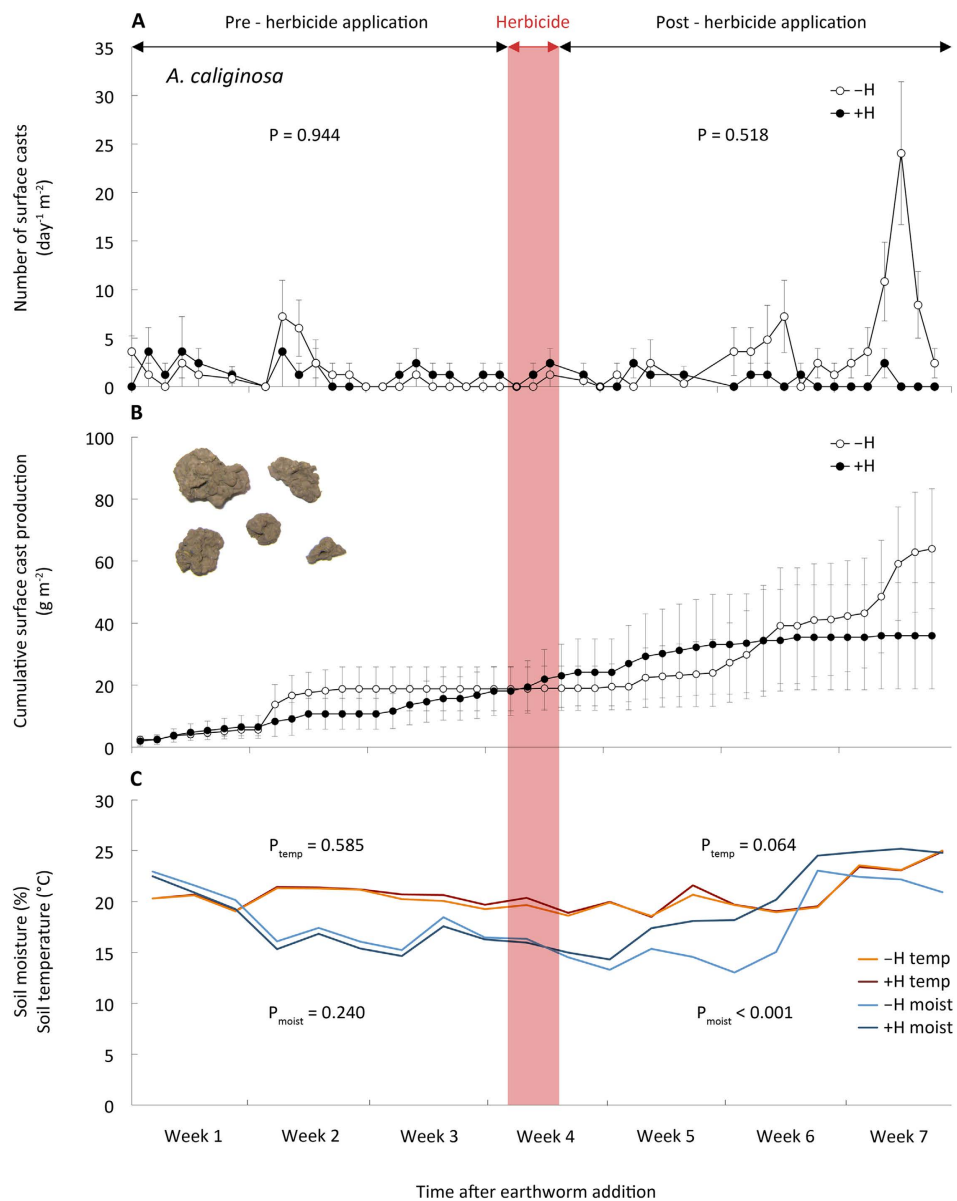 A
Pre - herbicide application
Herbicide
Post - herbicide application
35
30
25
20
15
10
5
0
Number of surface casts
(day⁻¹ m⁻²)
A. caliginosa
–H
+H
P = 0.944
P = 0.518
B
100
80
60
40
20
0
Cumulative surface cast production
(g m⁻²)
–H
+H
C
30
25
20
15
10
5
0
Soil moisture (%)
Soil temperature (°C)
P temp = 0.585
P temp = 0.064
P moist = 0.240
P moist < 0.001
–H temp
+H temp
–H moist
+H moist
Week 1
Week 2
Week 3
Week 4
Week 5
Week 6
Week 7
Time after earthworm addition